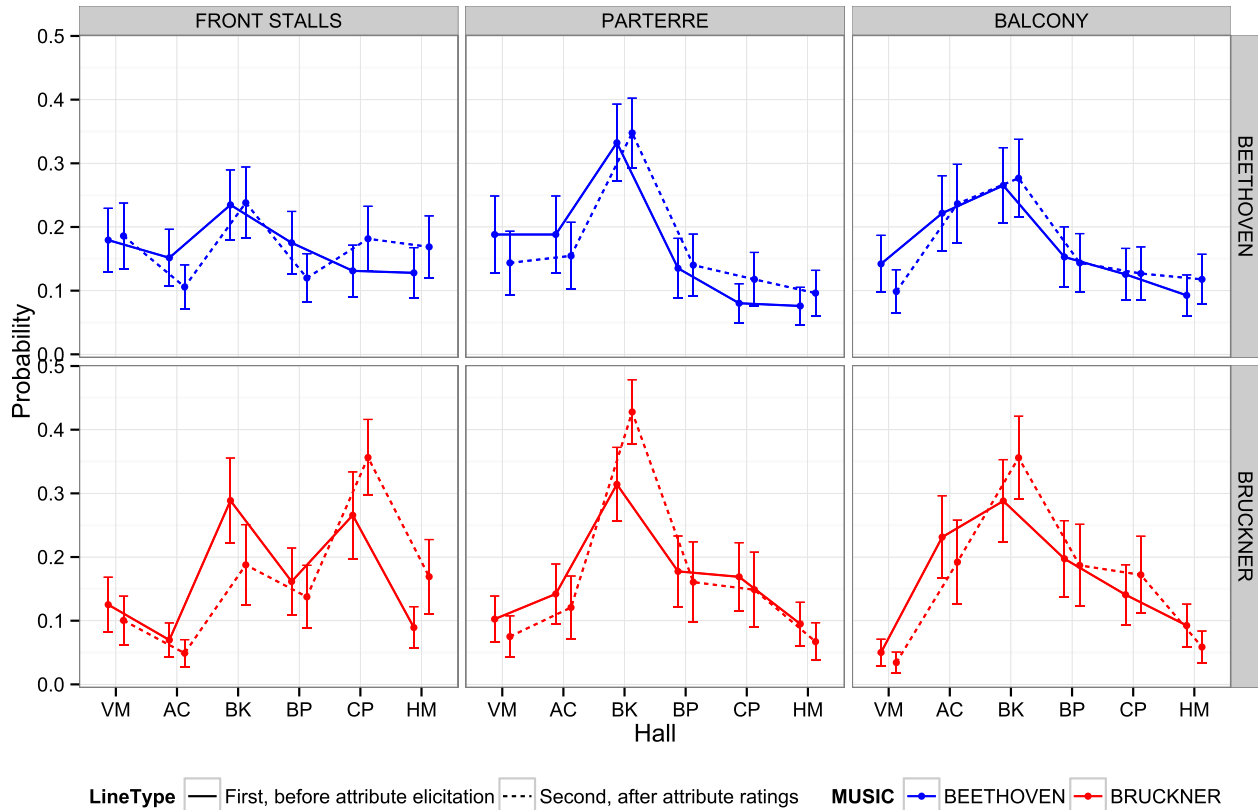 FRONT STALLS PARTERRE BALCONY
0.5
0.4
0.3
0.2
0.1
0.0
BEETHOVEN
Probability
0.5
0.4
0.3
0.2
0.1
0.0
BRUCKNER
VM AC BK BP CP HM VM AC BK BP CP HM VM AC BK BP CP HM
Hall
LineType First, before attribute elicitation Second, after attribute ratings MUSIC BEETHOVEN BRUCKNER